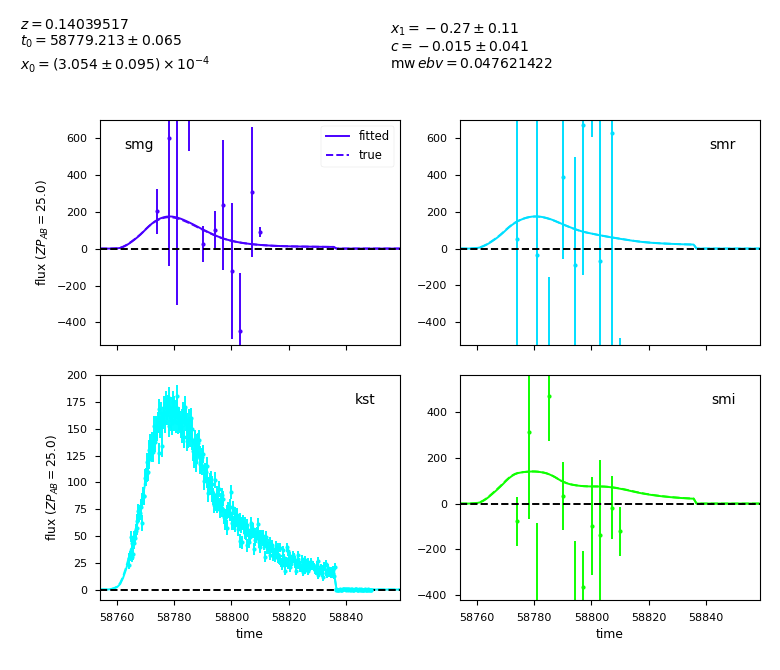 z = 0.14039517
t₀ = 58779.213 ± 0.065
x₀ = (3.054 ± 0.095) × 10⁻⁴
x₁ = −0.27 ± 0.11
c = −0.015 ± 0.041
mw ebv = 0.047621422
smg
fitted
true
600
400
200
0
−200
−400
flux (ZP_AB = 25.0)
smr
600
400
200
0
−200
−400
kst
200
175
150
125
100
75
50
25
0
flux (ZP_AB = 25.0)
58760 58780 58800 58820 58840
time
smi
400
200
0
−200
−400
58760 58780 58800 58820 58840
time